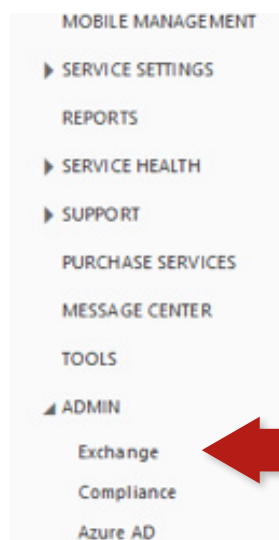 MOBILE MANAGEMENT
SERVICE SETTINGS
REPORTS
SERVICE HEALTH
SUPPORT
PURCHASE SERVICES
MESSAGE CENTER
TOOLS
ADMIN
Exchange
Compliance
Azure AD